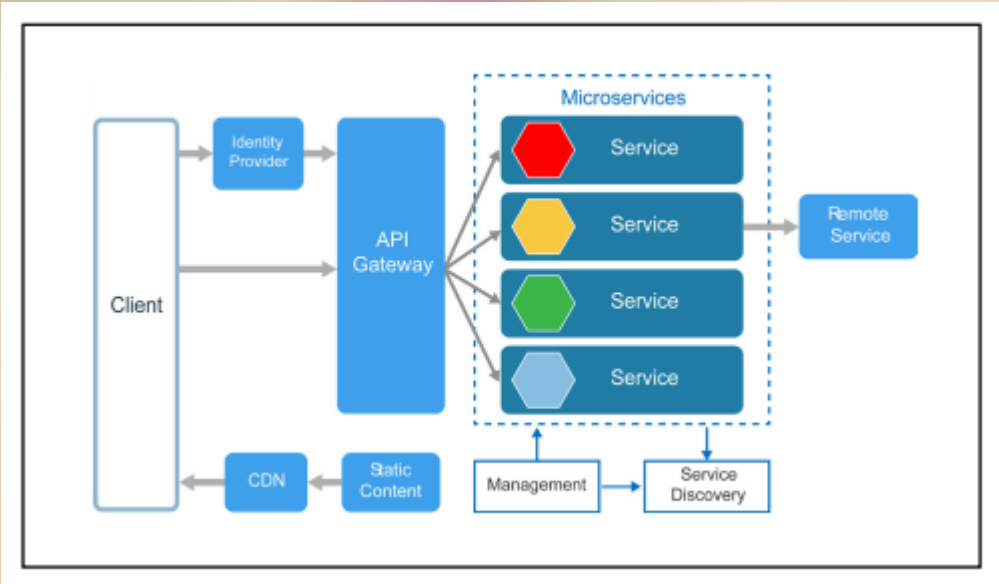 Microservices
Identity
Provider
Service
Service
Remote
Service
API
Gateway
Client
Service
Service
CDN
Static
Content
Management
Service
Discovery